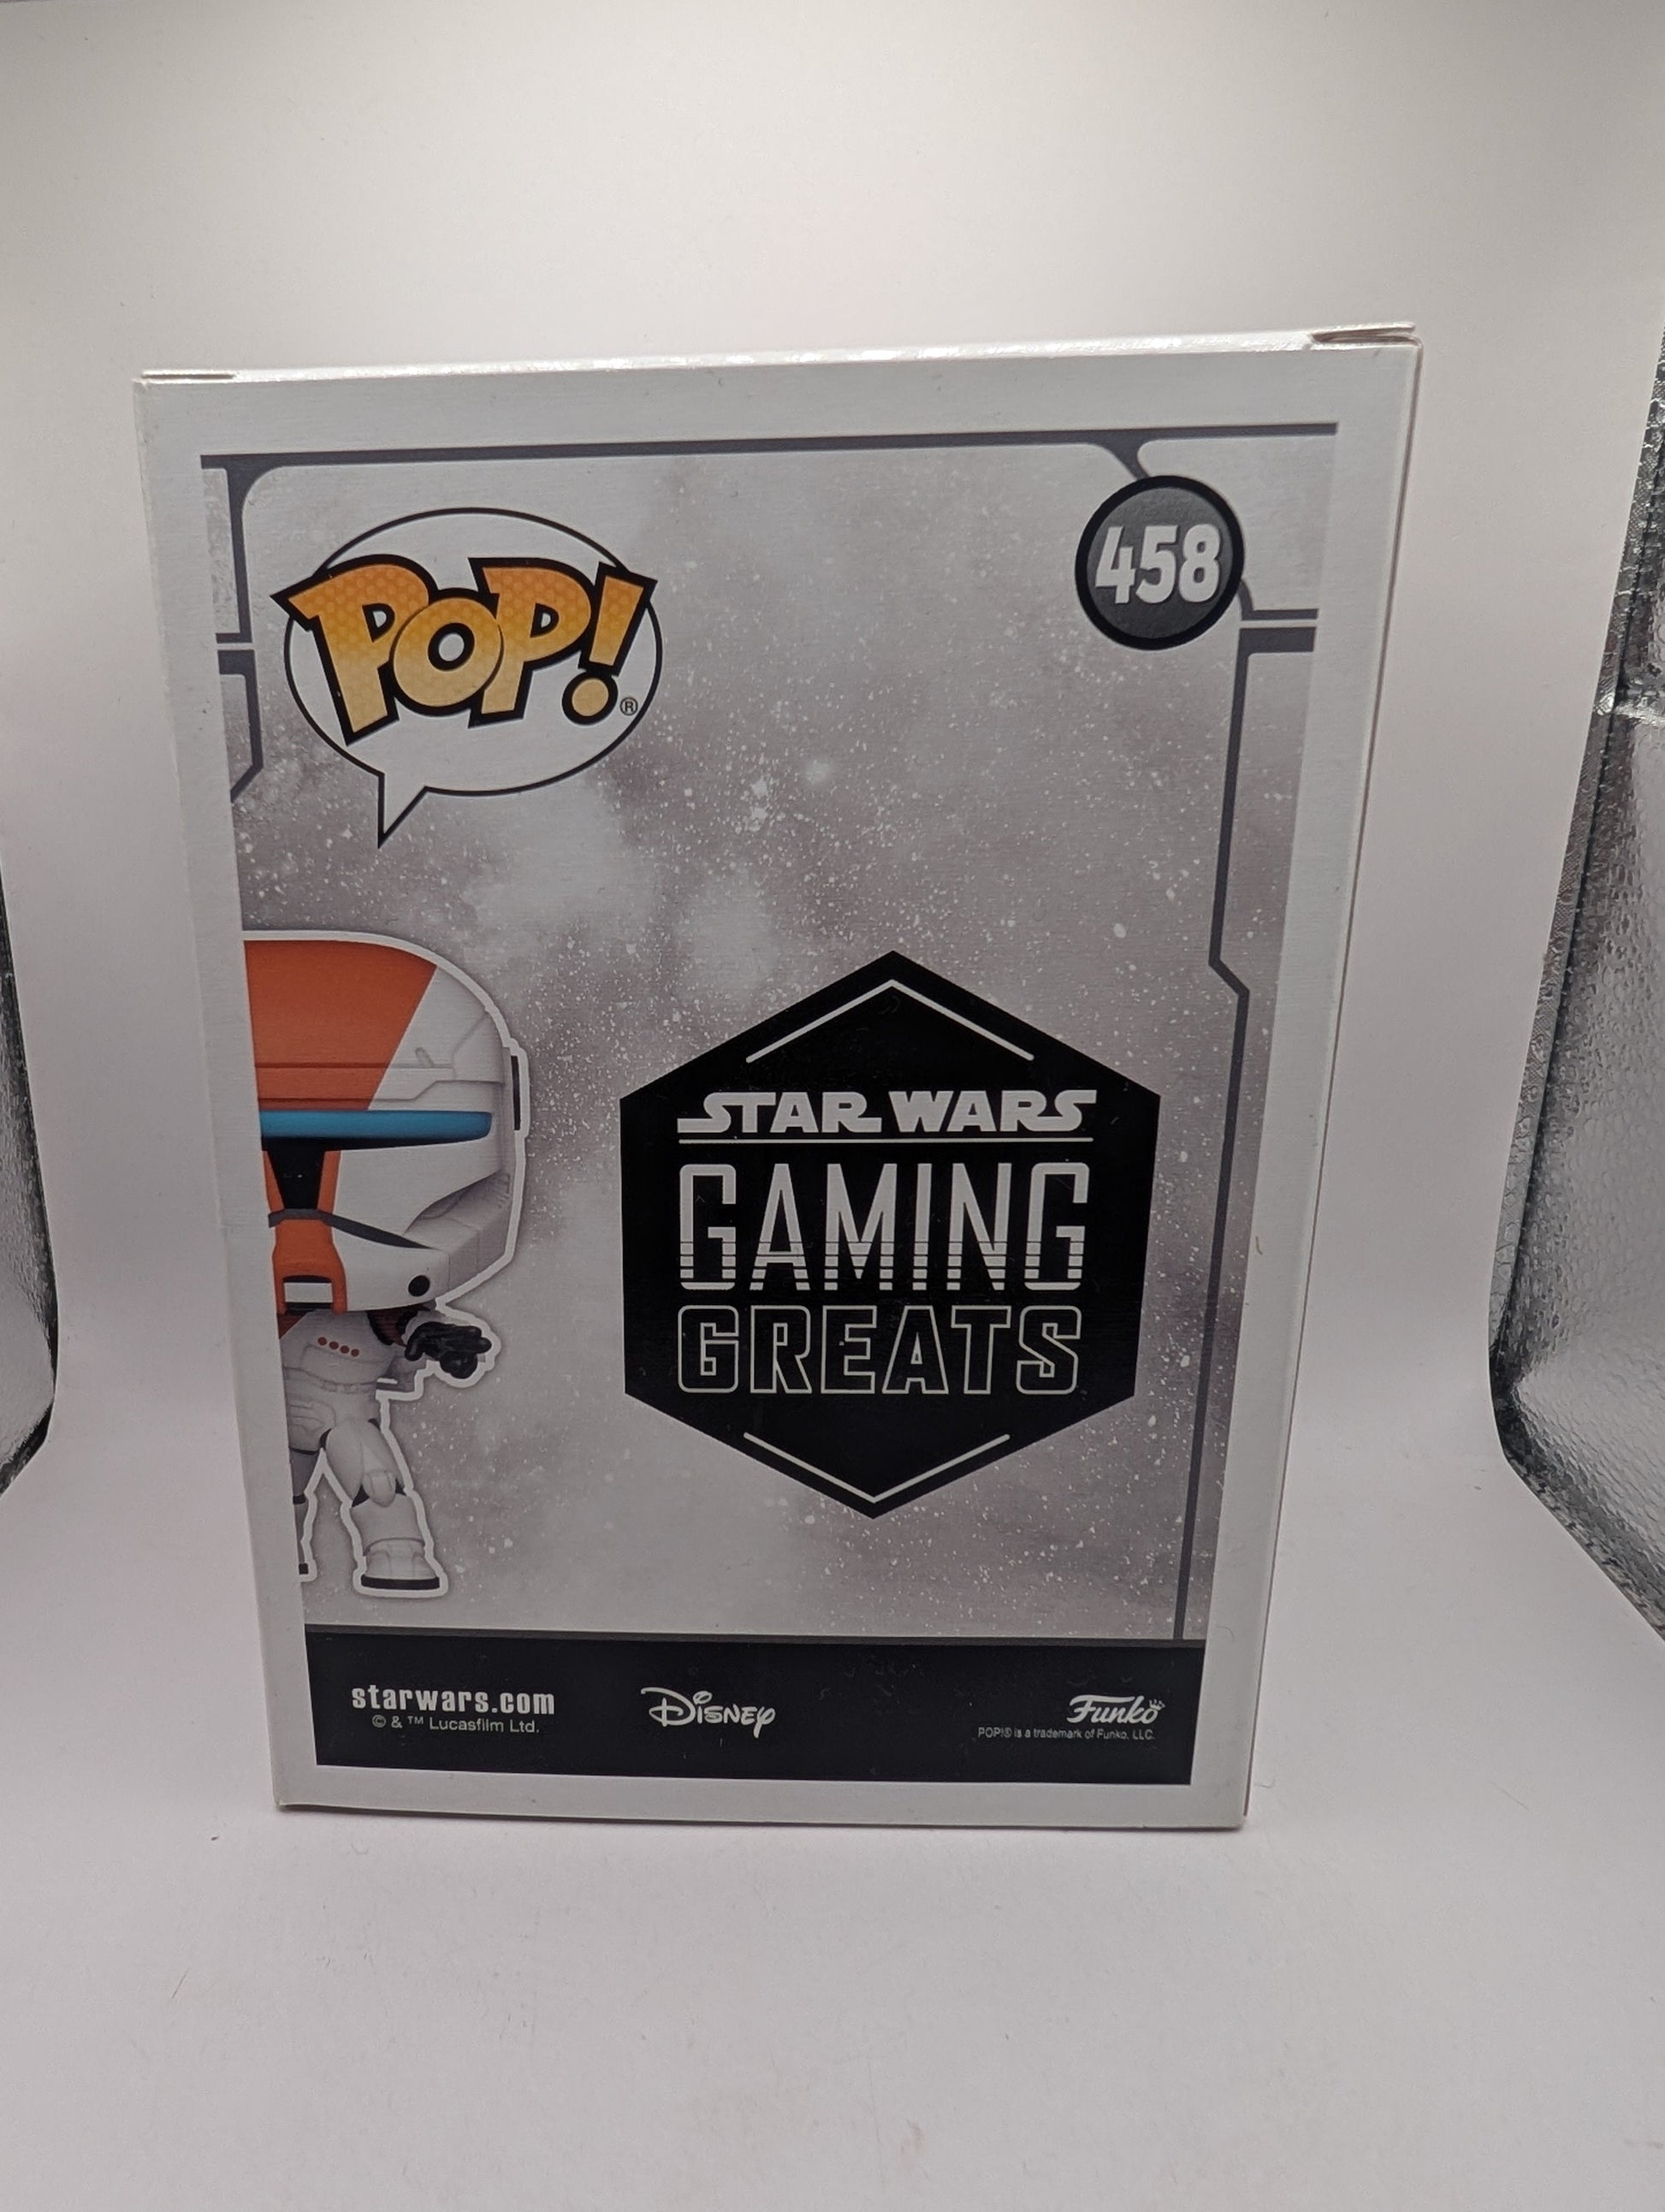 POP! ®
458
STAR WARS
GAMING
GREATS
starwars.com
© & ™ Lucasfilm Ltd.
Disney
Funko
POP!® is a trademark of Funko, LLC.